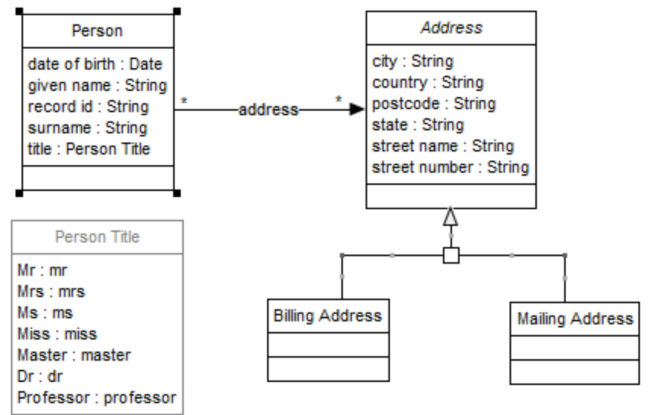 Person
date of birth : Date
given name : String
record id : String
surname : String
title : Person Title
* address *
Address
city : String
country : String
postcode : String
state : String
street name : String
street number : String
Person Title
Mr : mr
Mrs : mrs
Ms : ms
Miss : miss
Master : master
Dr : dr
Professor : professor
Billing Address
Mailing Address